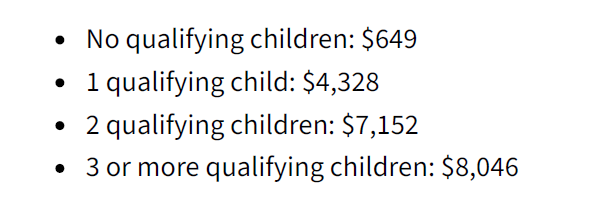 • No qualifying children: $649
• 1 qualifying child: $4,328
• 2 qualifying children: $7,152
• 3 or more qualifying children: $8,046